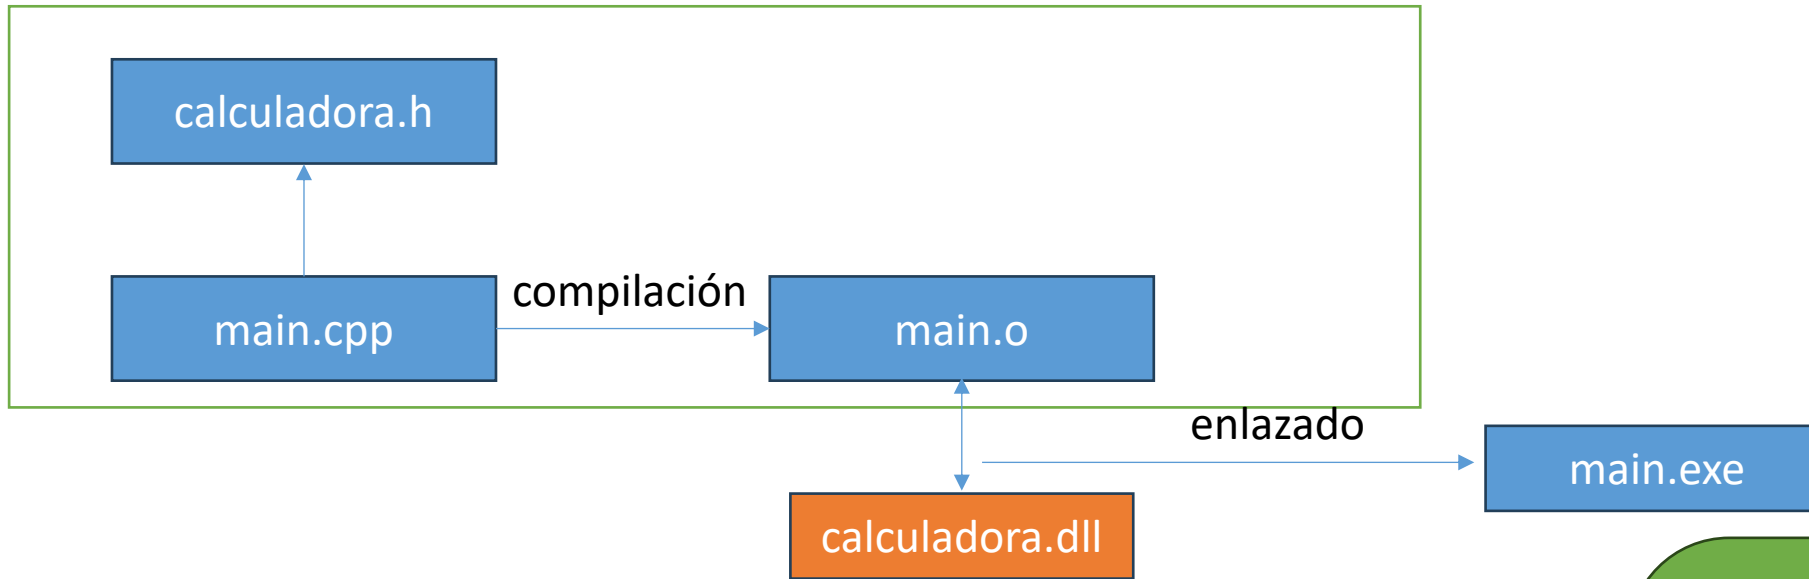 calculadora.h
compilación
main.cpp
main.o
enlazado
main.exe
calculadora.dll